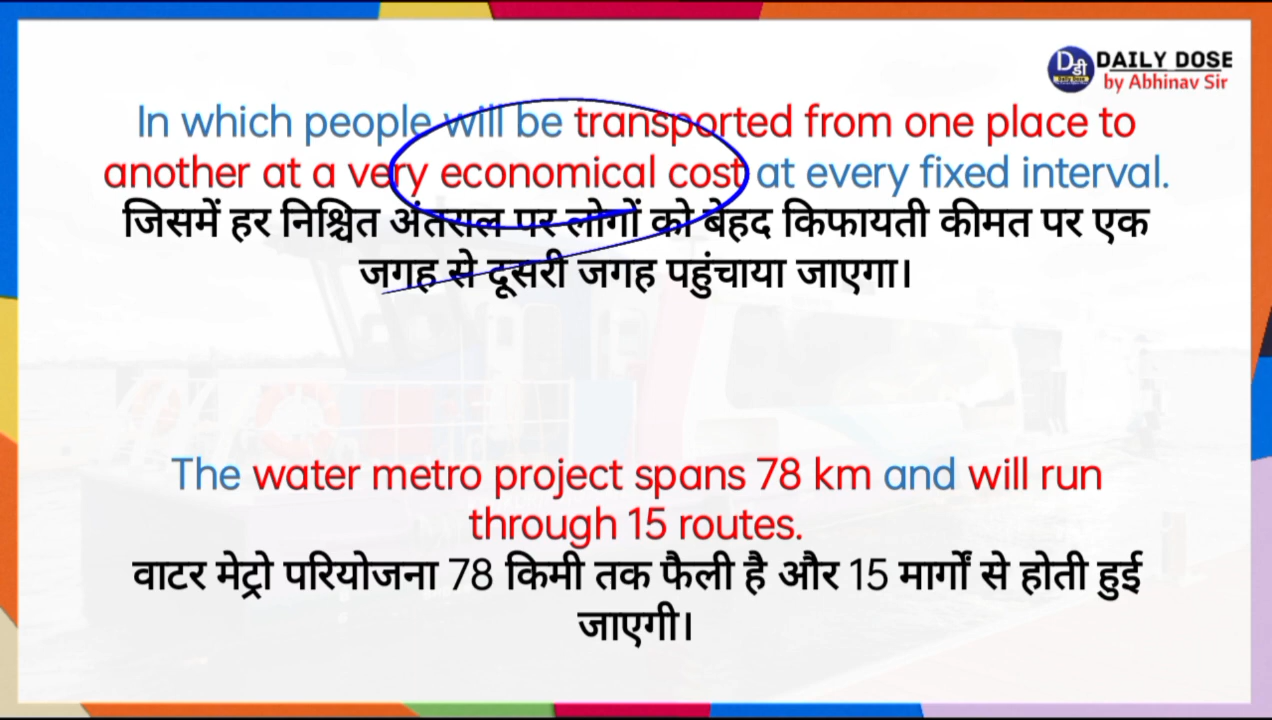 DAILY DOSE
by Abhinav Sir
In which people will be transported from one place to
another at a very economical cost at every fixed interval.
जिसमें हर निश्चित अंतराल पर लोगों को बेहद किफायती कीमत पर एक
जगह से दूसरी जगह पहुंचाया जाएगा।
The water metro project spans 78 km and will run
through 15 routes.
वाटर मेट्रो परियोजना 78 किमी तक फैली है और 15 मार्गों से होती हुई
जाएगी।